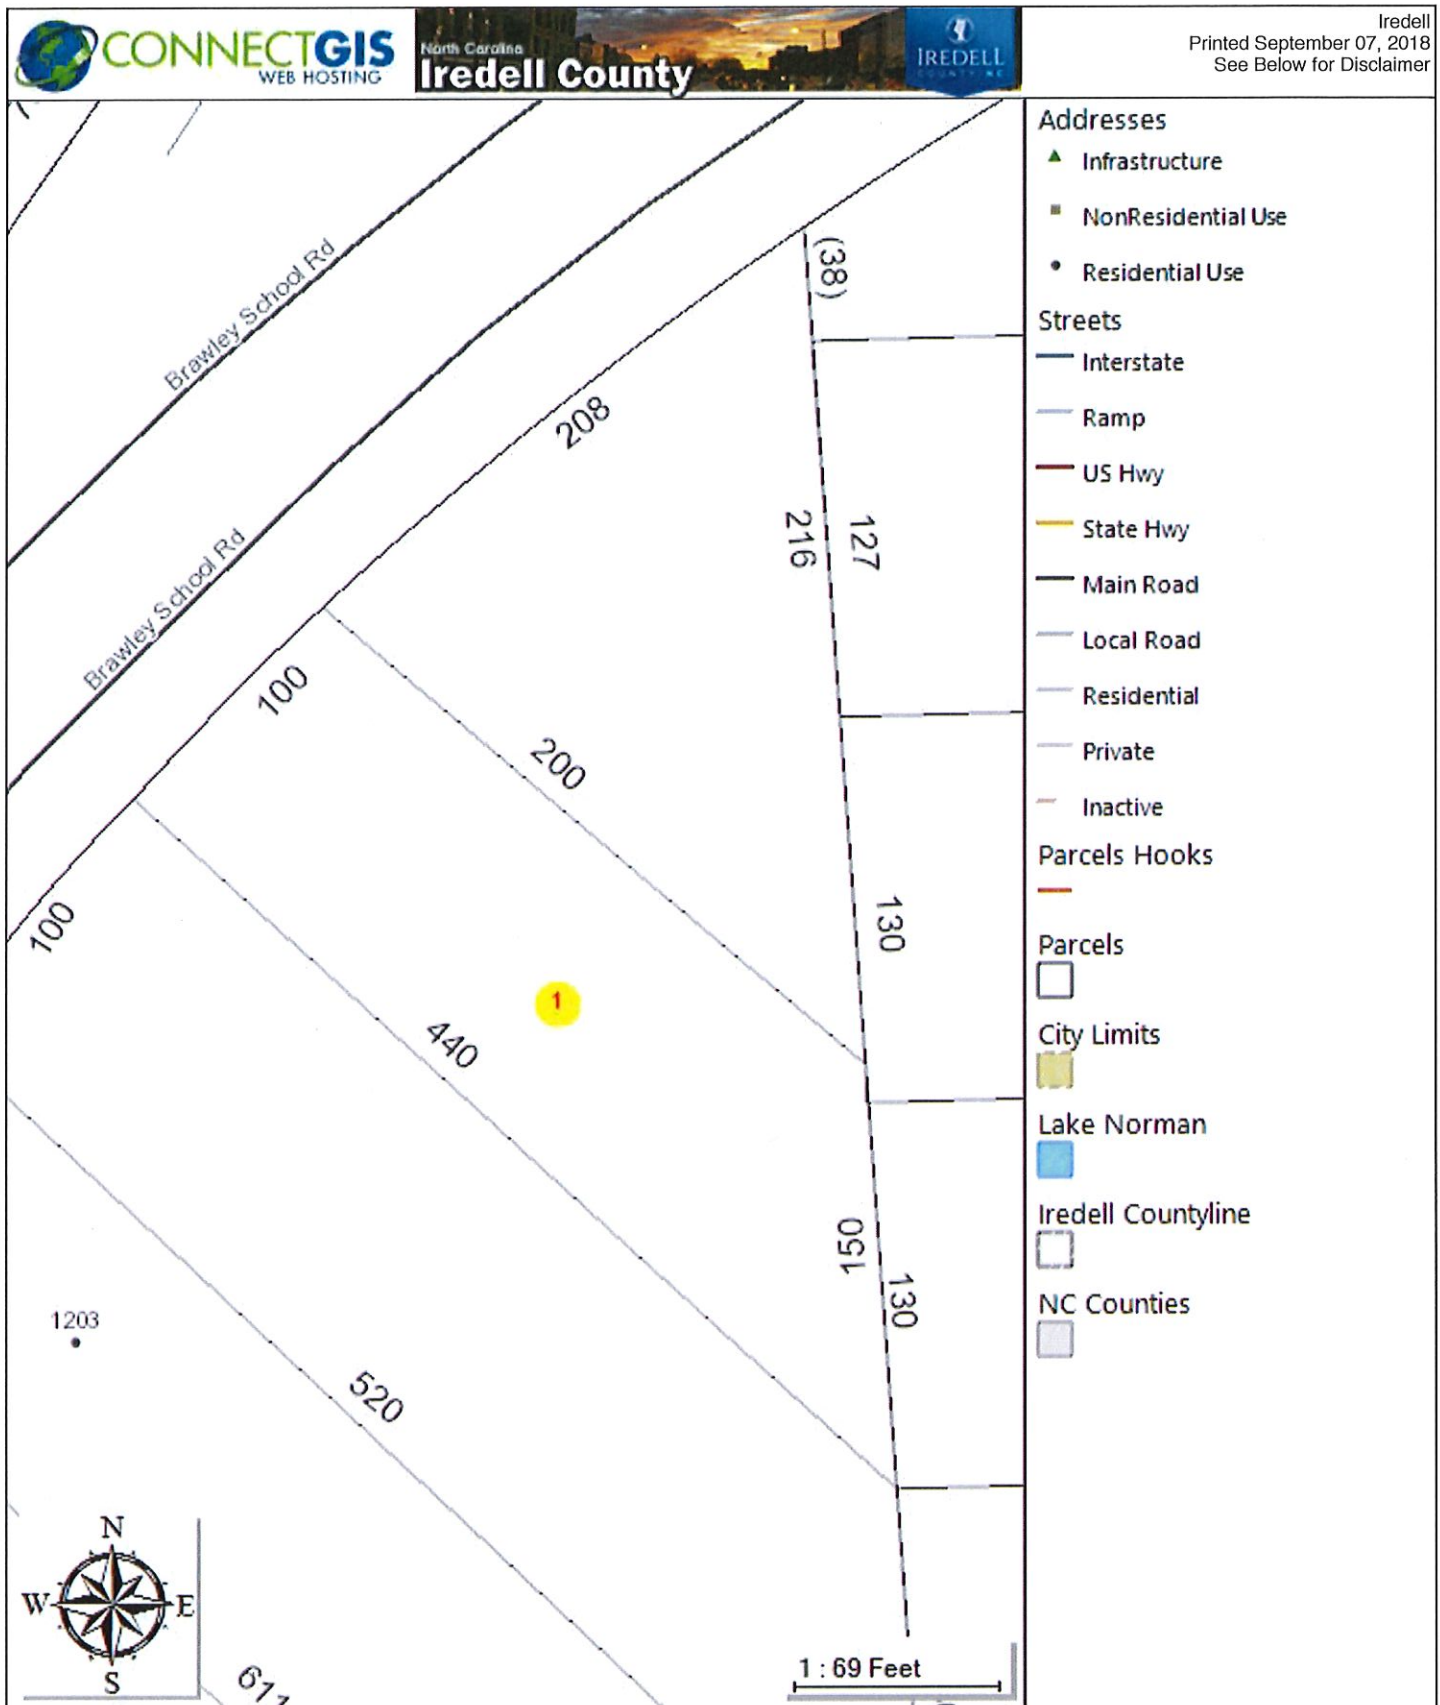 CONNECTGIS
WEB HOSTING
North Carolina
Iredell County
IREDELL
COUNTY NC
Iredell
Printed September 07, 2018
See Below for Disclaimer
Brawley School Rd
Brawley School Rd
(38)
208
216
127
100
200
100
130
1
440
150
130
1203
520
611
N
W
E
S
1 : 69 Feet
Addresses
Infrastructure
NonResidential Use
Residential Use
Streets
Interstate
Ramp
US Hwy
State Hwy
Main Road
Local Road
Residential
Private
Inactive
Parcels Hooks
Parcels
City Limits
Lake Norman
Iredell Countyline
NC Counties